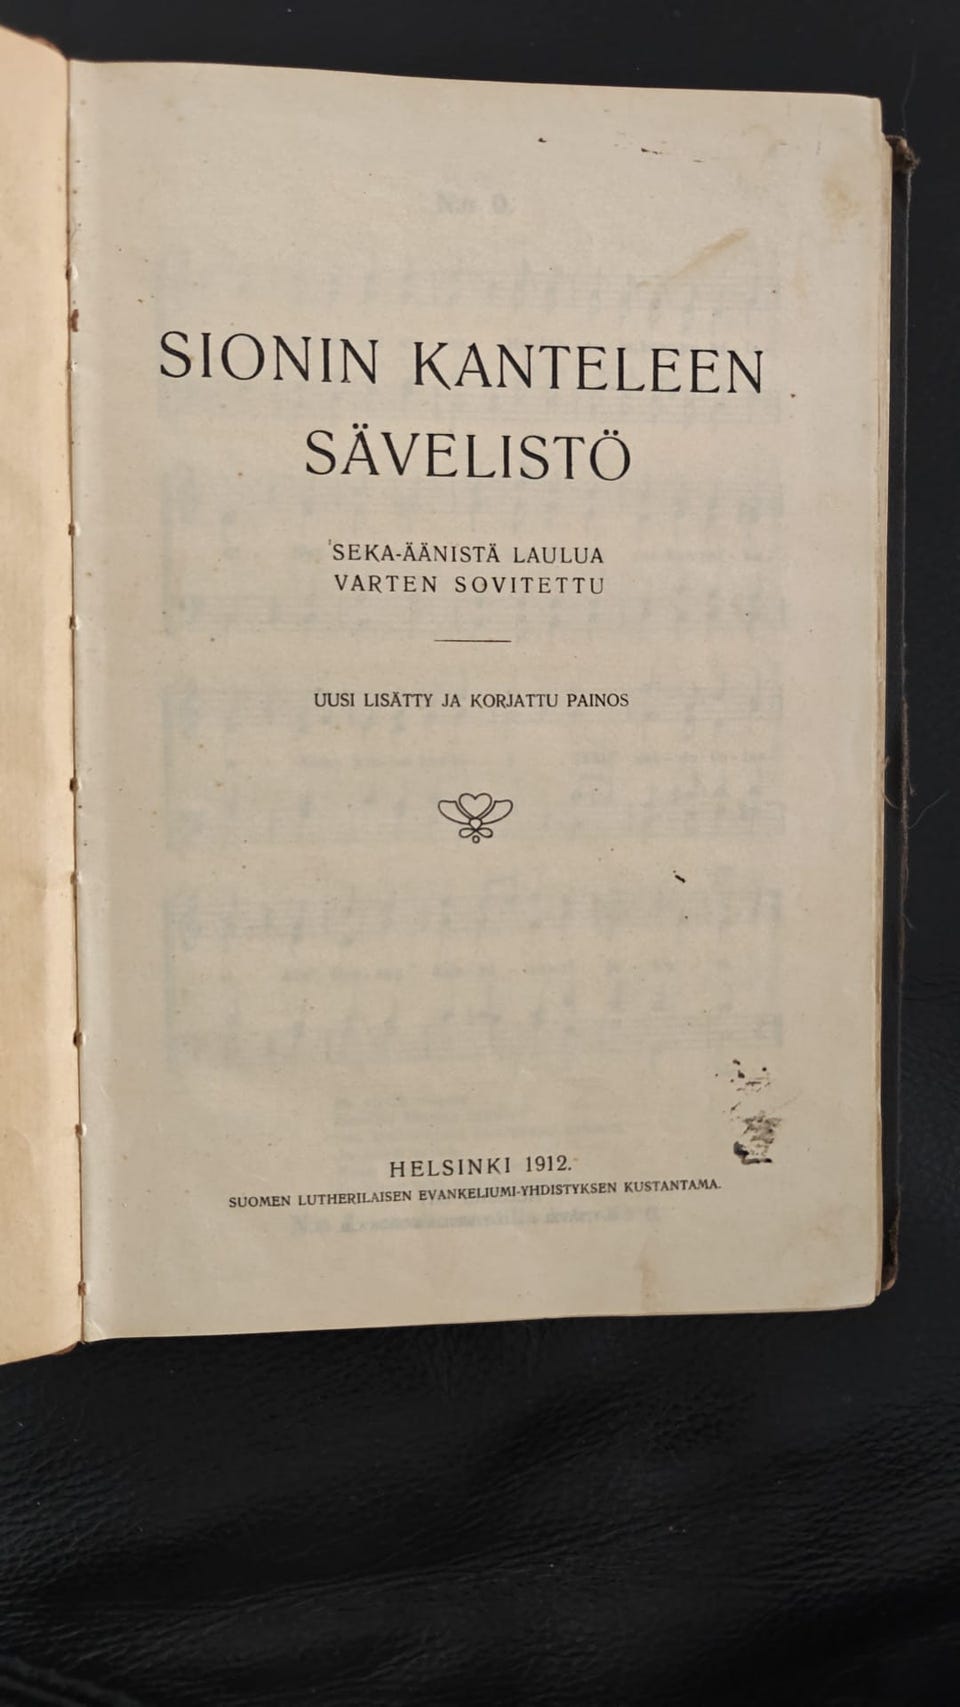 SIONIN KANTELEEN
SÄVELISTÖ
SEKA-ÄÄNISTÄ LAULUA
VARTEN SOVITETTU
UUSI LISÄTTY JA KORJATTU PAINOS
HELSINKI 1912.
SUOMEN LUTHERILAISEN EVANKELIUMI-YHDISTYKSEN KUSTANTAMA.